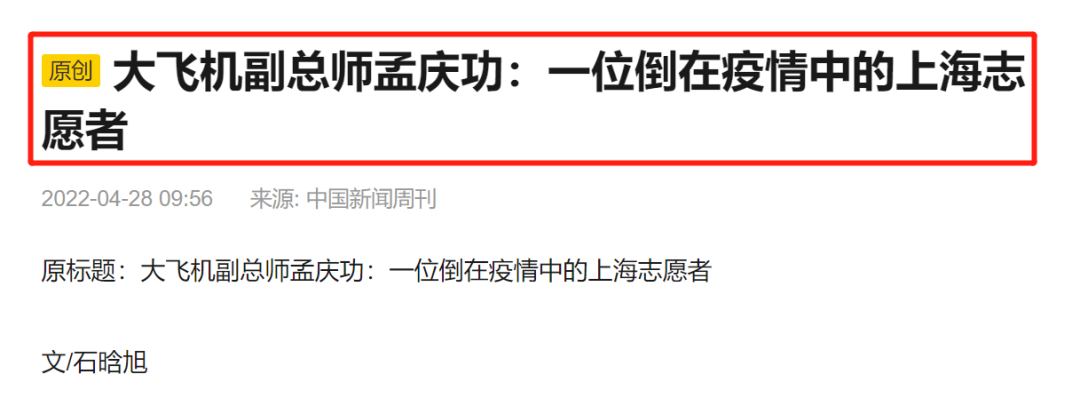 原创 大飞机副总师孟庆功：一位倒在疫情中的上海志
愿者
2022-04-28 09:56 来源: 中国新闻周刊
原标题：大飞机副总师孟庆功：一位倒在疫情中的上海志愿者
文/石晗旭